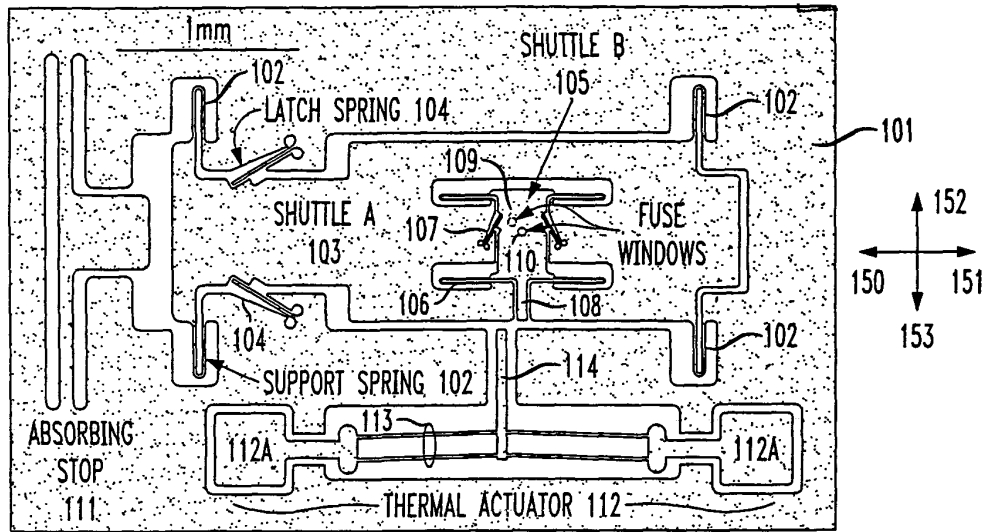 1mm
SHUTTLE B
105
102
102
LATCH SPRING 104
101
109
152
SHUTTLE A
103
107
FUSE
WINDOWS
110
150
151
106
108
153
104
102
SUPPORT SPRING 102
114
ABSORBING
STOP
111
113
112A
112A
THERMAL ACTUATOR 112